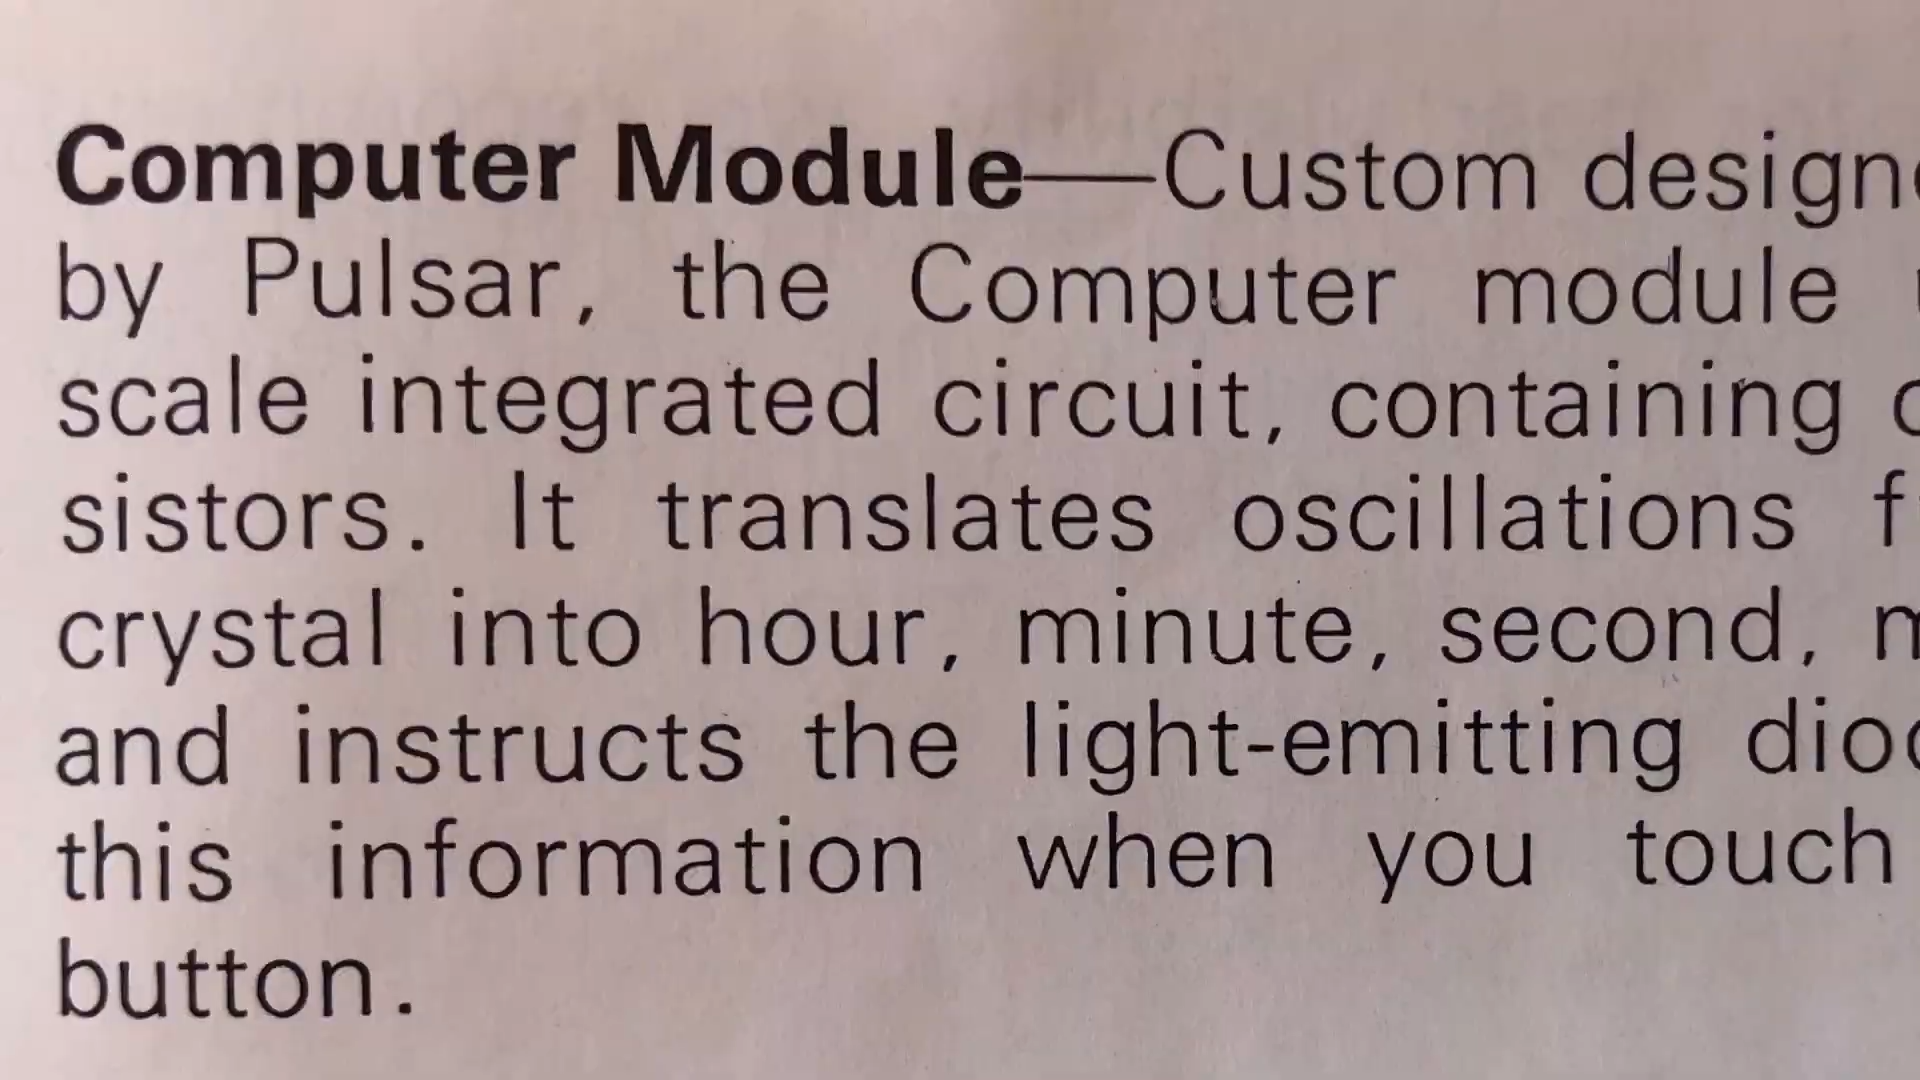 Computer Module—Custom design
by Pulsar, the Computer module
scale integrated circuit, containing
sistors. It translates oscillations
crystal into hour, minute, second,
and instructs the light-emitting
this information when you touch
button.